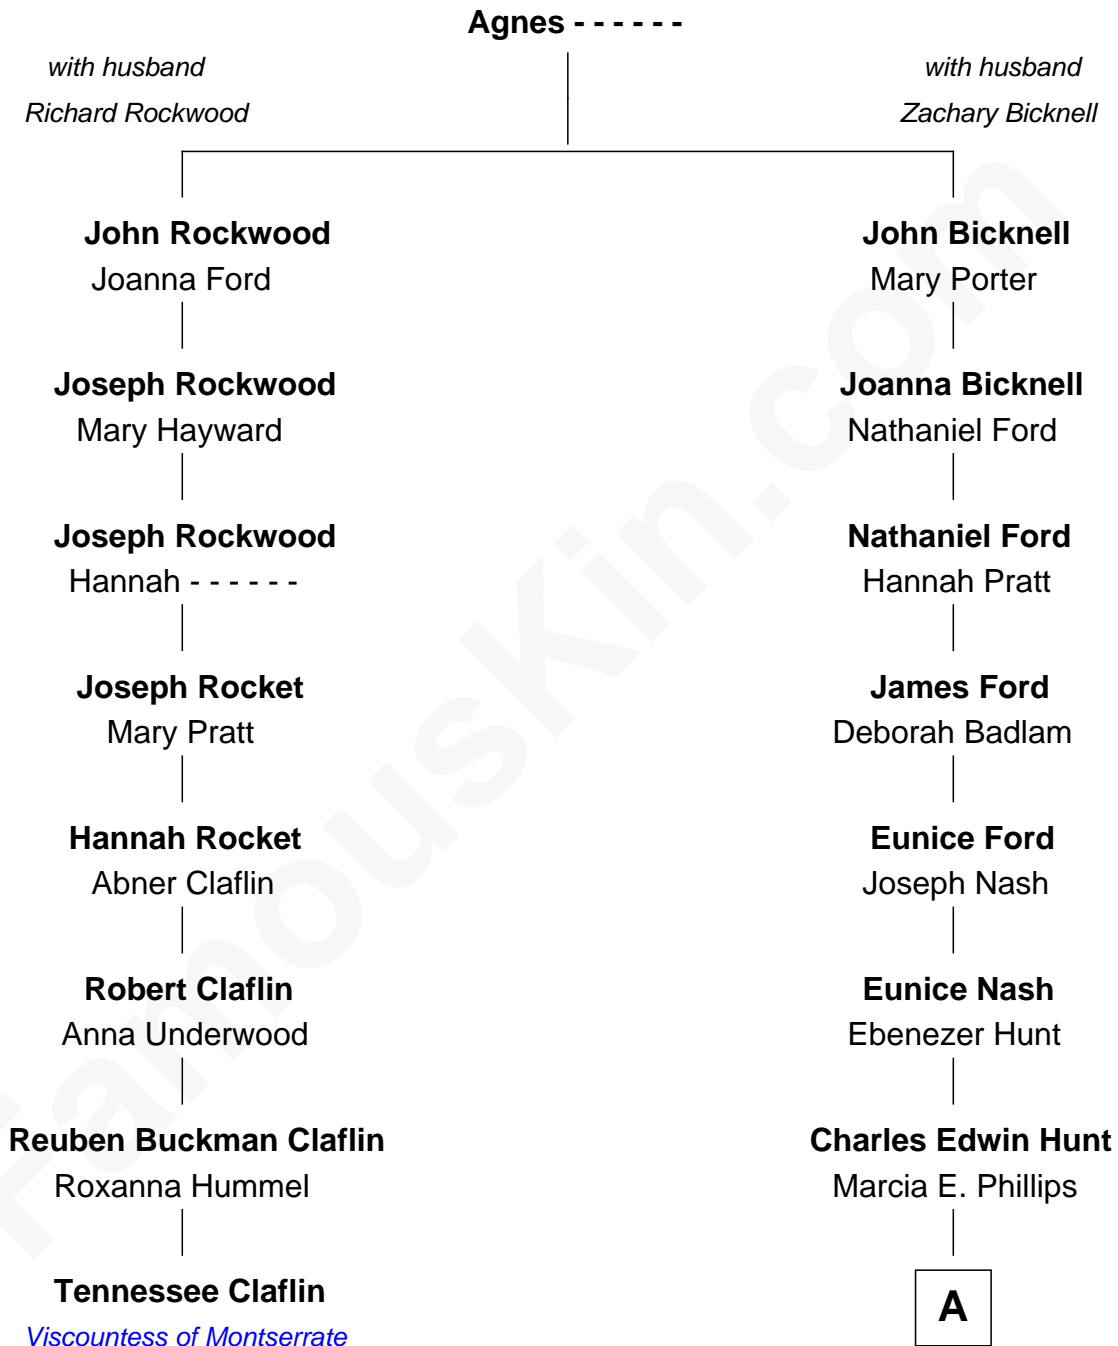 Agnes - - - - - -
with husband
Richard Rockwood
with husband
Zachary Bicknell
John Rockwood
Joanna Ford
John Bicknell
Mary Porter
Joseph Rockwood
Mary Hayward
Joanna Bicknell
Nathaniel Ford
Joseph Rockwood
Hannah - - - - - -
Nathaniel Ford
Hannah Pratt
Joseph Rocket
Mary Pratt
James Ford
Deborah Badlam
Hannah Rocket
Abner Claflin
Eunice Ford
Joseph Nash
Robert Claflin
Anna Underwood
Eunice Nash
Ebenezer Hunt
Reuben Buckman Claflin
Roxanna Hummel
Charles Edwin Hunt
Marcia E. Phillips
Tennessee Claflin
Viscountess of Montserrate
A
FamousKin.com